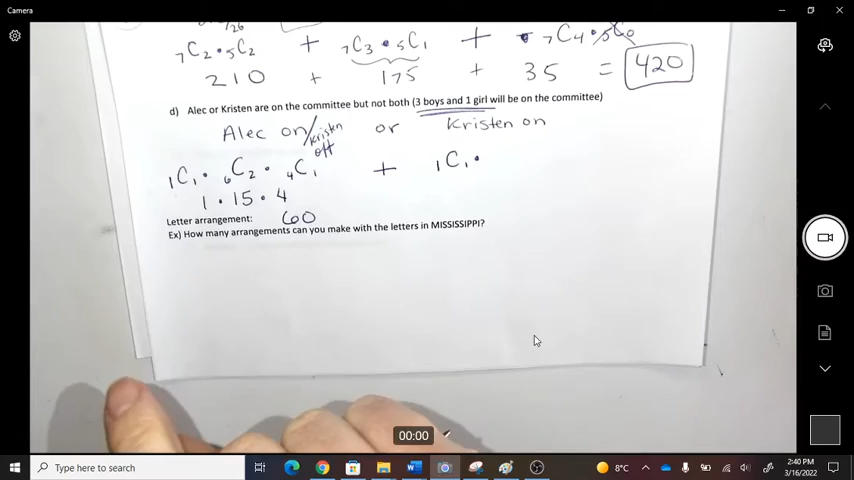 Camera
₇C₂ • ₅C₂ + ₇C₃ • ₅C₁ + ₇C₄ • ₅C₀
210 + 175 + 35 = 420
d) Alec or Kristen are on the committee but not both (3 boys and 1 girl will be on the committee)
Alec on/kristen off or Kristen on
₁C₁ • ₆C₂ • ₄C₁ + ₁C₁ •
1 • 15 • 4
Letter arrangement: 60
Ex) How many arrangements can you make with the letters in MISSISSIPPI?
00:00
Type here to search
8°C
2:40 PM
3/16/2022